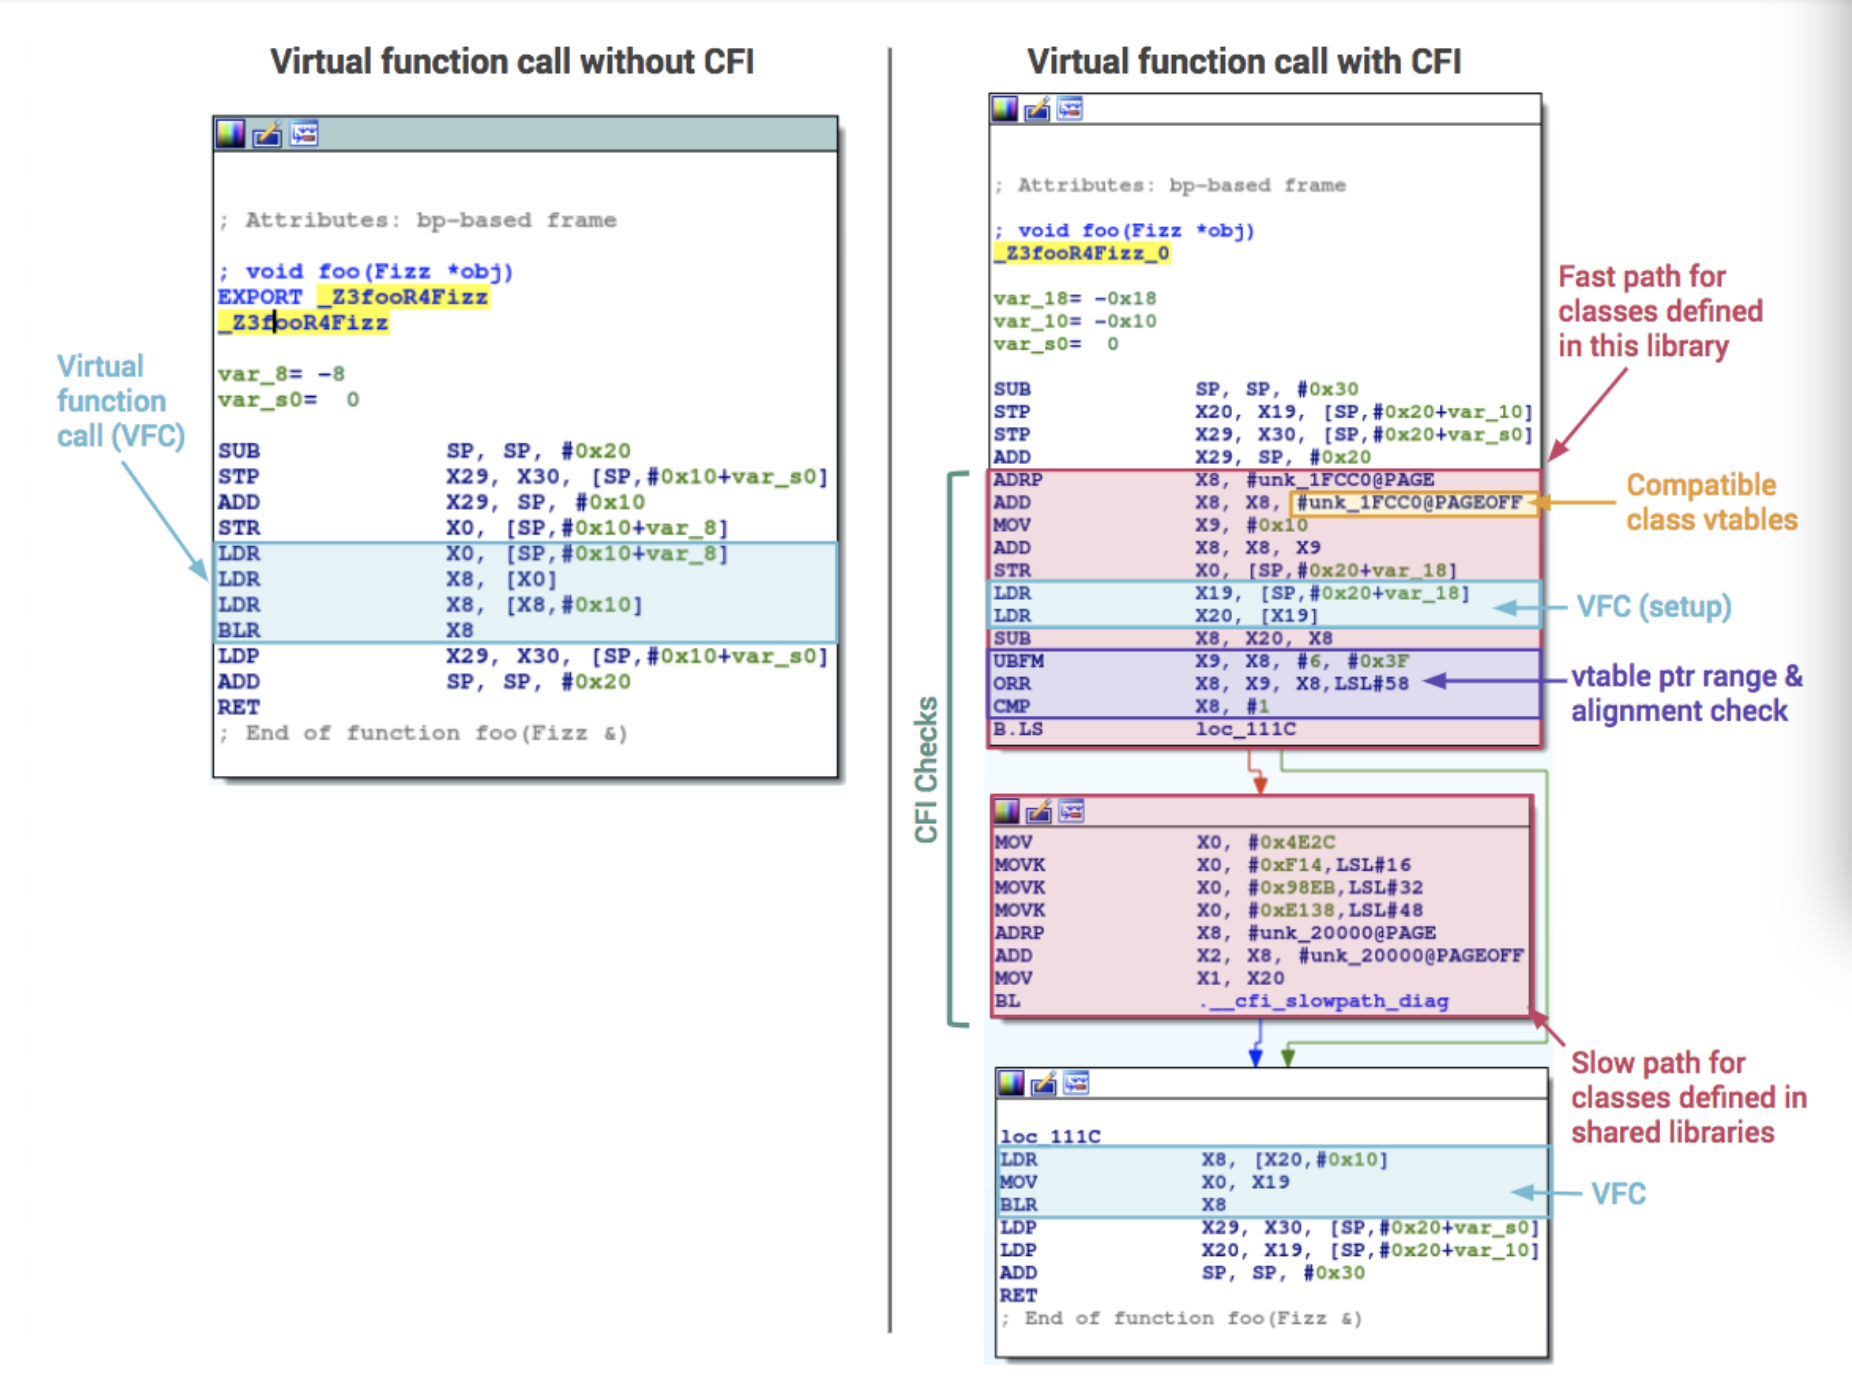 Virtual function call without CFI
; Attributes: bp-based frame
; void foo(Fizz *obj)
EXPORT _Z3fooR4Fizz
_Z3fooR4Fizz
var_8= -8
var_s0= 0
SUB SP, SP, #0x20
STP X29, X30, [SP,#0x10+var_s0]
ADD X29, SP, #0x10
STR X0, [SP,#0x10+var_8]
LDR X0, [SP,#0x10+var_8]
LDR X8, [X0]
LDR X8, [X8,#0x10]
BLR X8
LDP X29, X30, [SP,#0x10+var_s0]
ADD SP, SP, #0x20
RET
; End of function foo(Fizz &)
Virtual
function
call (VFC)
Virtual function call with CFI
; Attributes: bp-based frame
; void foo(Fizz *obj)
_Z3fooR4Fizz_0
var_18= -0x18
var_10= -0x10
var_s0= 0
SUB SP, SP, #0x30
STP X20, X19, [SP,#0x20+var_10]
STP X29, X30, [SP,#0x20+var_s0]
ADD X29, SP, #0x20
ADRP X8, #unk_1FCC0@PAGE
ADD X8, X8, #unk_1FCC0@PAGEOFF
MOV X9, #0x10
ADD X8, X8, X9
STR X0, [SP,#0x20+var_18]
LDR X19, [SP,#0x20+var_18]
LDR X20, [X19]
SUB X8, X20, X8
UBFM X9, X8, #6, #0x3F
ORR X8, X9, X8,LSL#58
CMP X8, #1
B.LS loc_111C
MOV X0, #0x4E2C
MOVK X0, #0xF14,LSL#16
MOVK X0, #0x98EB,LSL#32
MOVK X0, #0xE138,LSL#48
ADRP X8, #unk_20000@PAGE
ADD X2, X8, #unk_20000@PAGEOFF
MOV X1, X20
BL .__cfi_slowpath_diag
loc_111C
LDR X8, [X20,#0x10]
MOV X0, X19
BLR X8
LDP X29, X30, [SP,#0x20+var_s0]
LDP X20, X19, [SP,#0x20+var_10]
ADD SP, SP, #0x30
RET
; End of function foo(Fizz &)
CFI Checks
Fast path for
classes defined
in this library
Compatible
class vtables
VFC (setup)
vtable ptr range &
alignment check
Slow path for
classes defined in
shared libraries
VFC